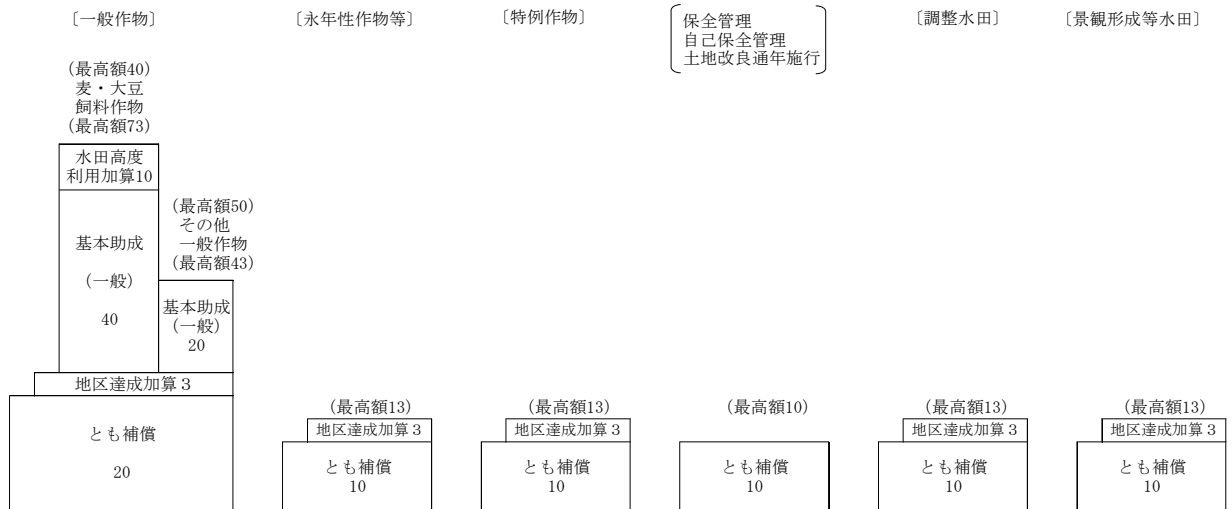 〔一般作物〕
(最高額40)
麦・大豆
飼料作物
(最高額73)
水田高度
利用加算10
基本助成
(一般)
40
(最高額50)
その他
一般作物
(最高額43)
基本助成
(一般)
20
地区達成加算３
とも補償
20
〔永年性作物等〕
(最高額13)
地区達成加算３
とも補償
10
〔特例作物〕
(最高額13)
地区達成加算３
とも補償
10
保全管理
自己保全管理
土地改良通年施行
(最高額10)
とも補償
10
〔調整水田〕
(最高額13)
地区達成加算３
とも補償
10
〔景観形成等水田〕
(最高額13)
地区達成加算３
とも補償
10